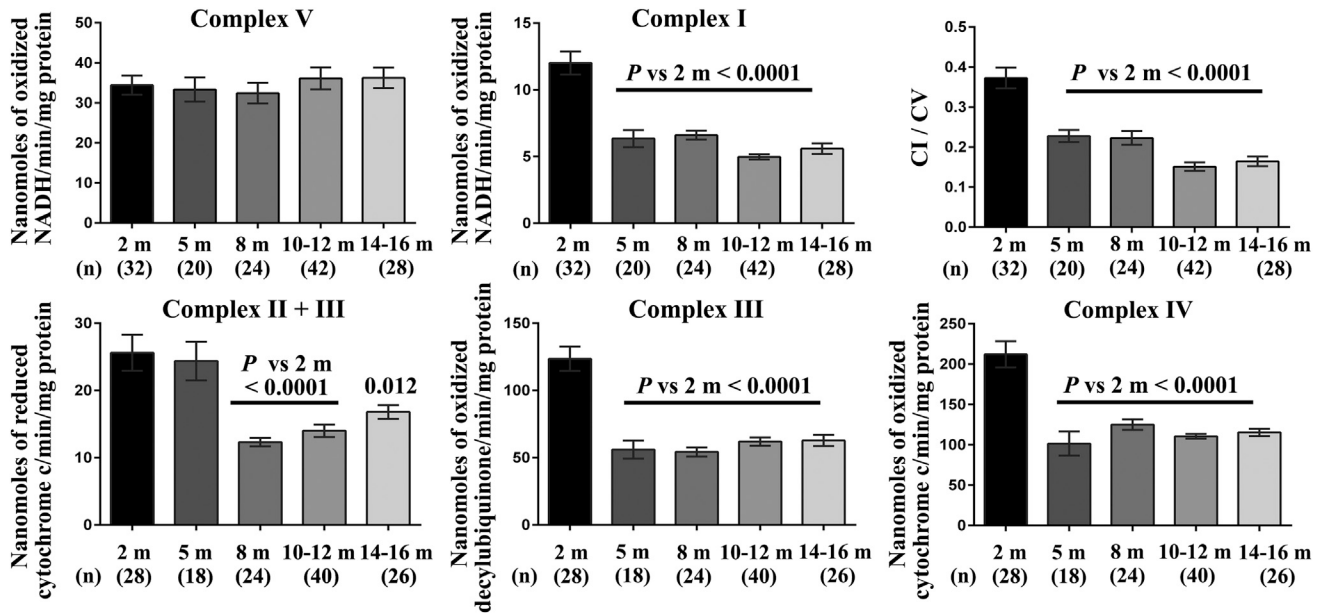 Complex V
Nanomoles of oxidized
NADH/min/mg protein
50
40
30
20
10
0
2 m 5 m 8 m 10-12 m 14-16 m
(n) (32) (20) (24) (42) (28)
Complex I
Nanomoles of oxidized
NADH/min/mg protein
15
10
5
0
P vs 2 m < 0.0001
2 m 5 m 8 m 10-12 m 14-16 m
(n) (32) (20) (24) (42) (28)
CI / CV
0.4
0.3
0.2
0.1
0.0
P vs 2 m < 0.0001
2 m 5 m 8 m 10-12 m 14-16 m
(n) (32) (20) (24) (42) (28)
Complex II + III
Nanomoles of reduced
cytochrome c/min/mg protein
30
20
10
0
P vs 2 m
< 0.0001
0.012
2 m 5 m 8 m 10-12 m 14-16 m
(n) (28) (18) (24) (40) (26)
Complex III
Nanomoles of oxidized
decylubiquinone/min/mg protein
150
100
50
0
P vs 2 m < 0.0001
2 m 5 m 8 m 10-12 m 14-16 m
(n) (28) (18) (24) (40) (26)
Complex IV
Nanomoles of oxidized
cytochrome c/min/mg protein
250
200
150
100
50
0
P vs 2 m < 0.0001
2 m 5 m 8 m 10-12 m 14-16 m
(n) (28) (18) (24) (40) (26)